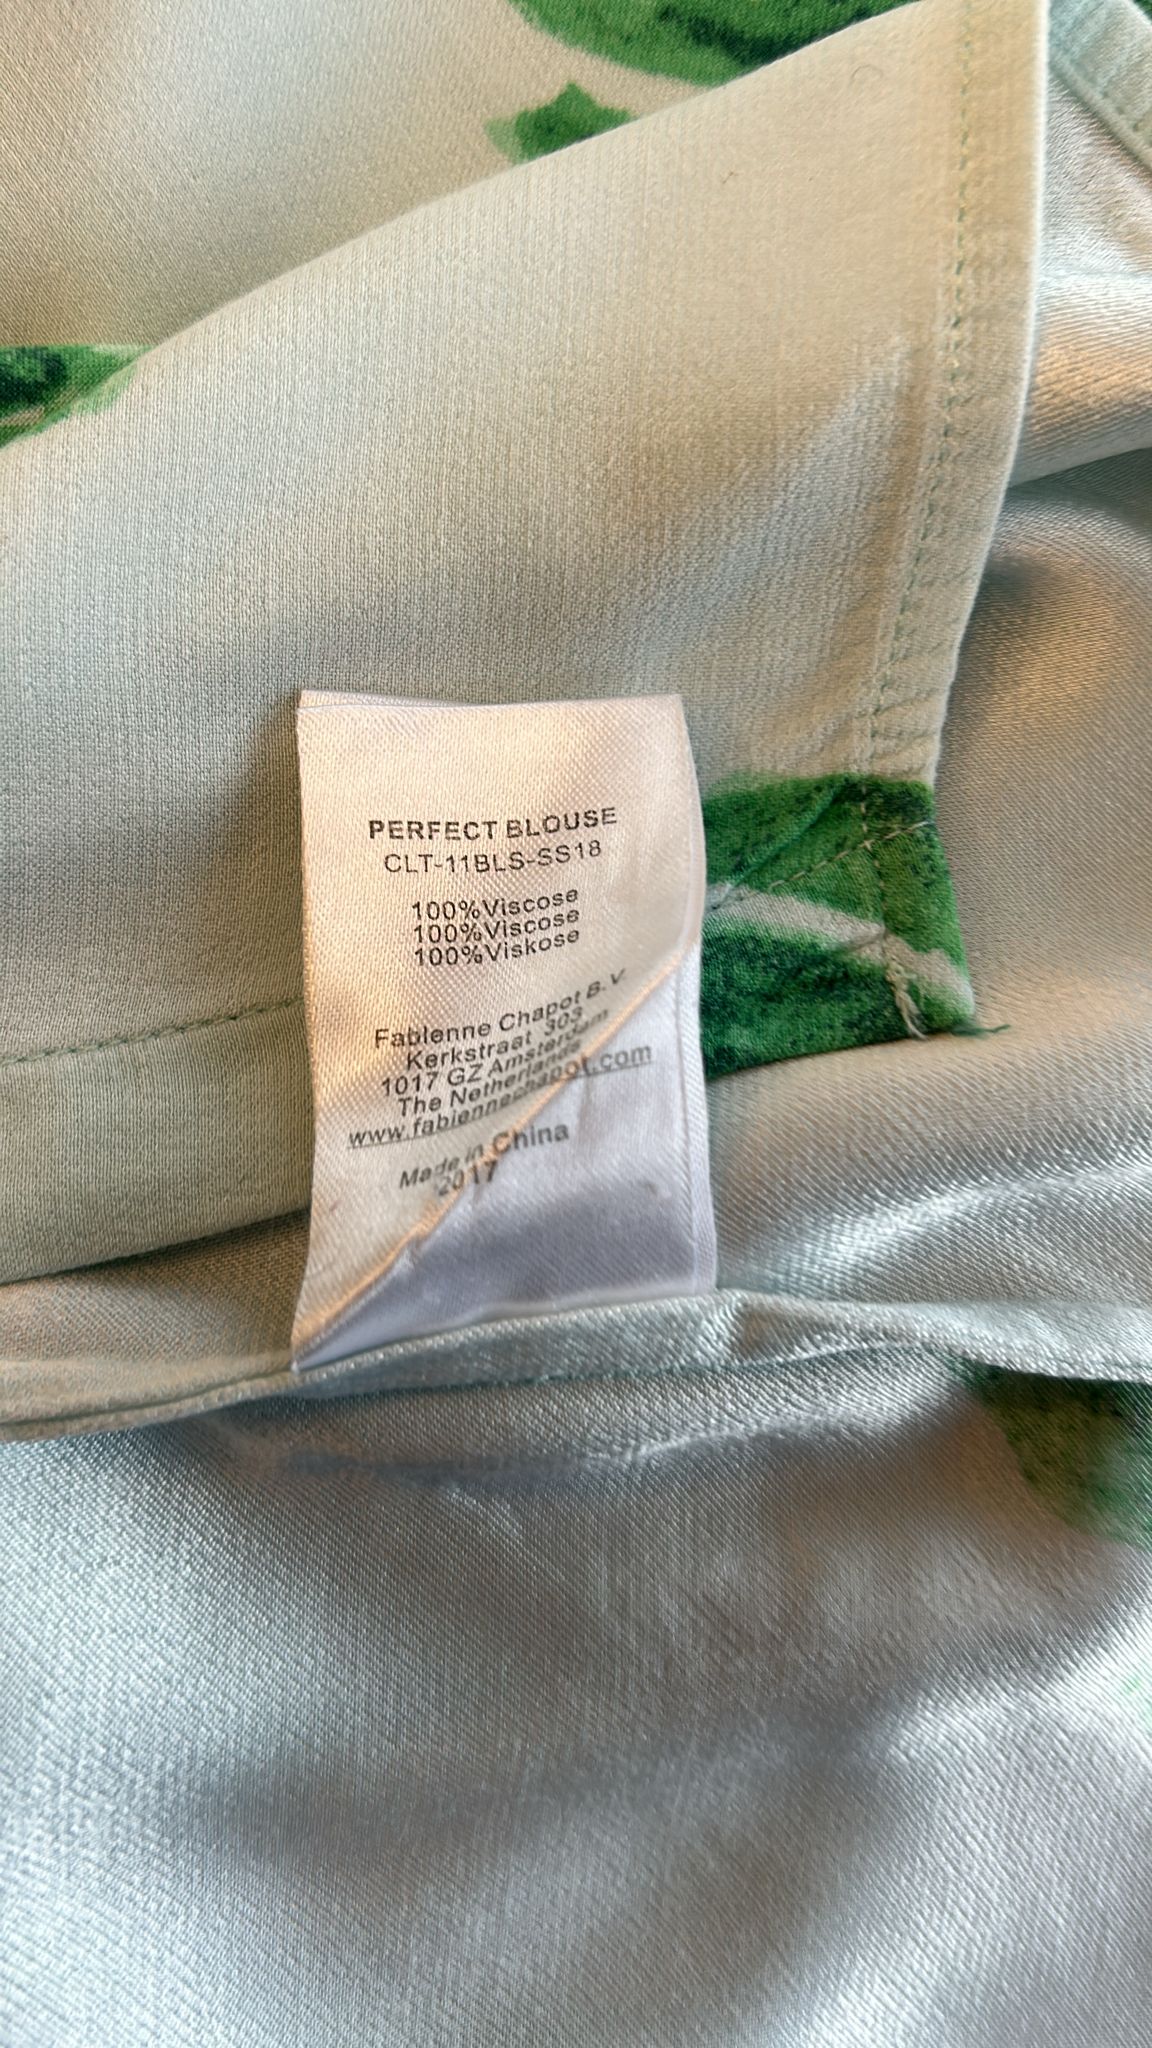 PERFECT BLOUSE
CLT-11BLS-SS18
100%Viscose
100%Viscose
100%Viskose
Fabienne Chapot B.V.
Kerkstraat 303
1017 GZ Amsterdam
The Netherlands
www.fabiennechapot.com
Made in China
2017